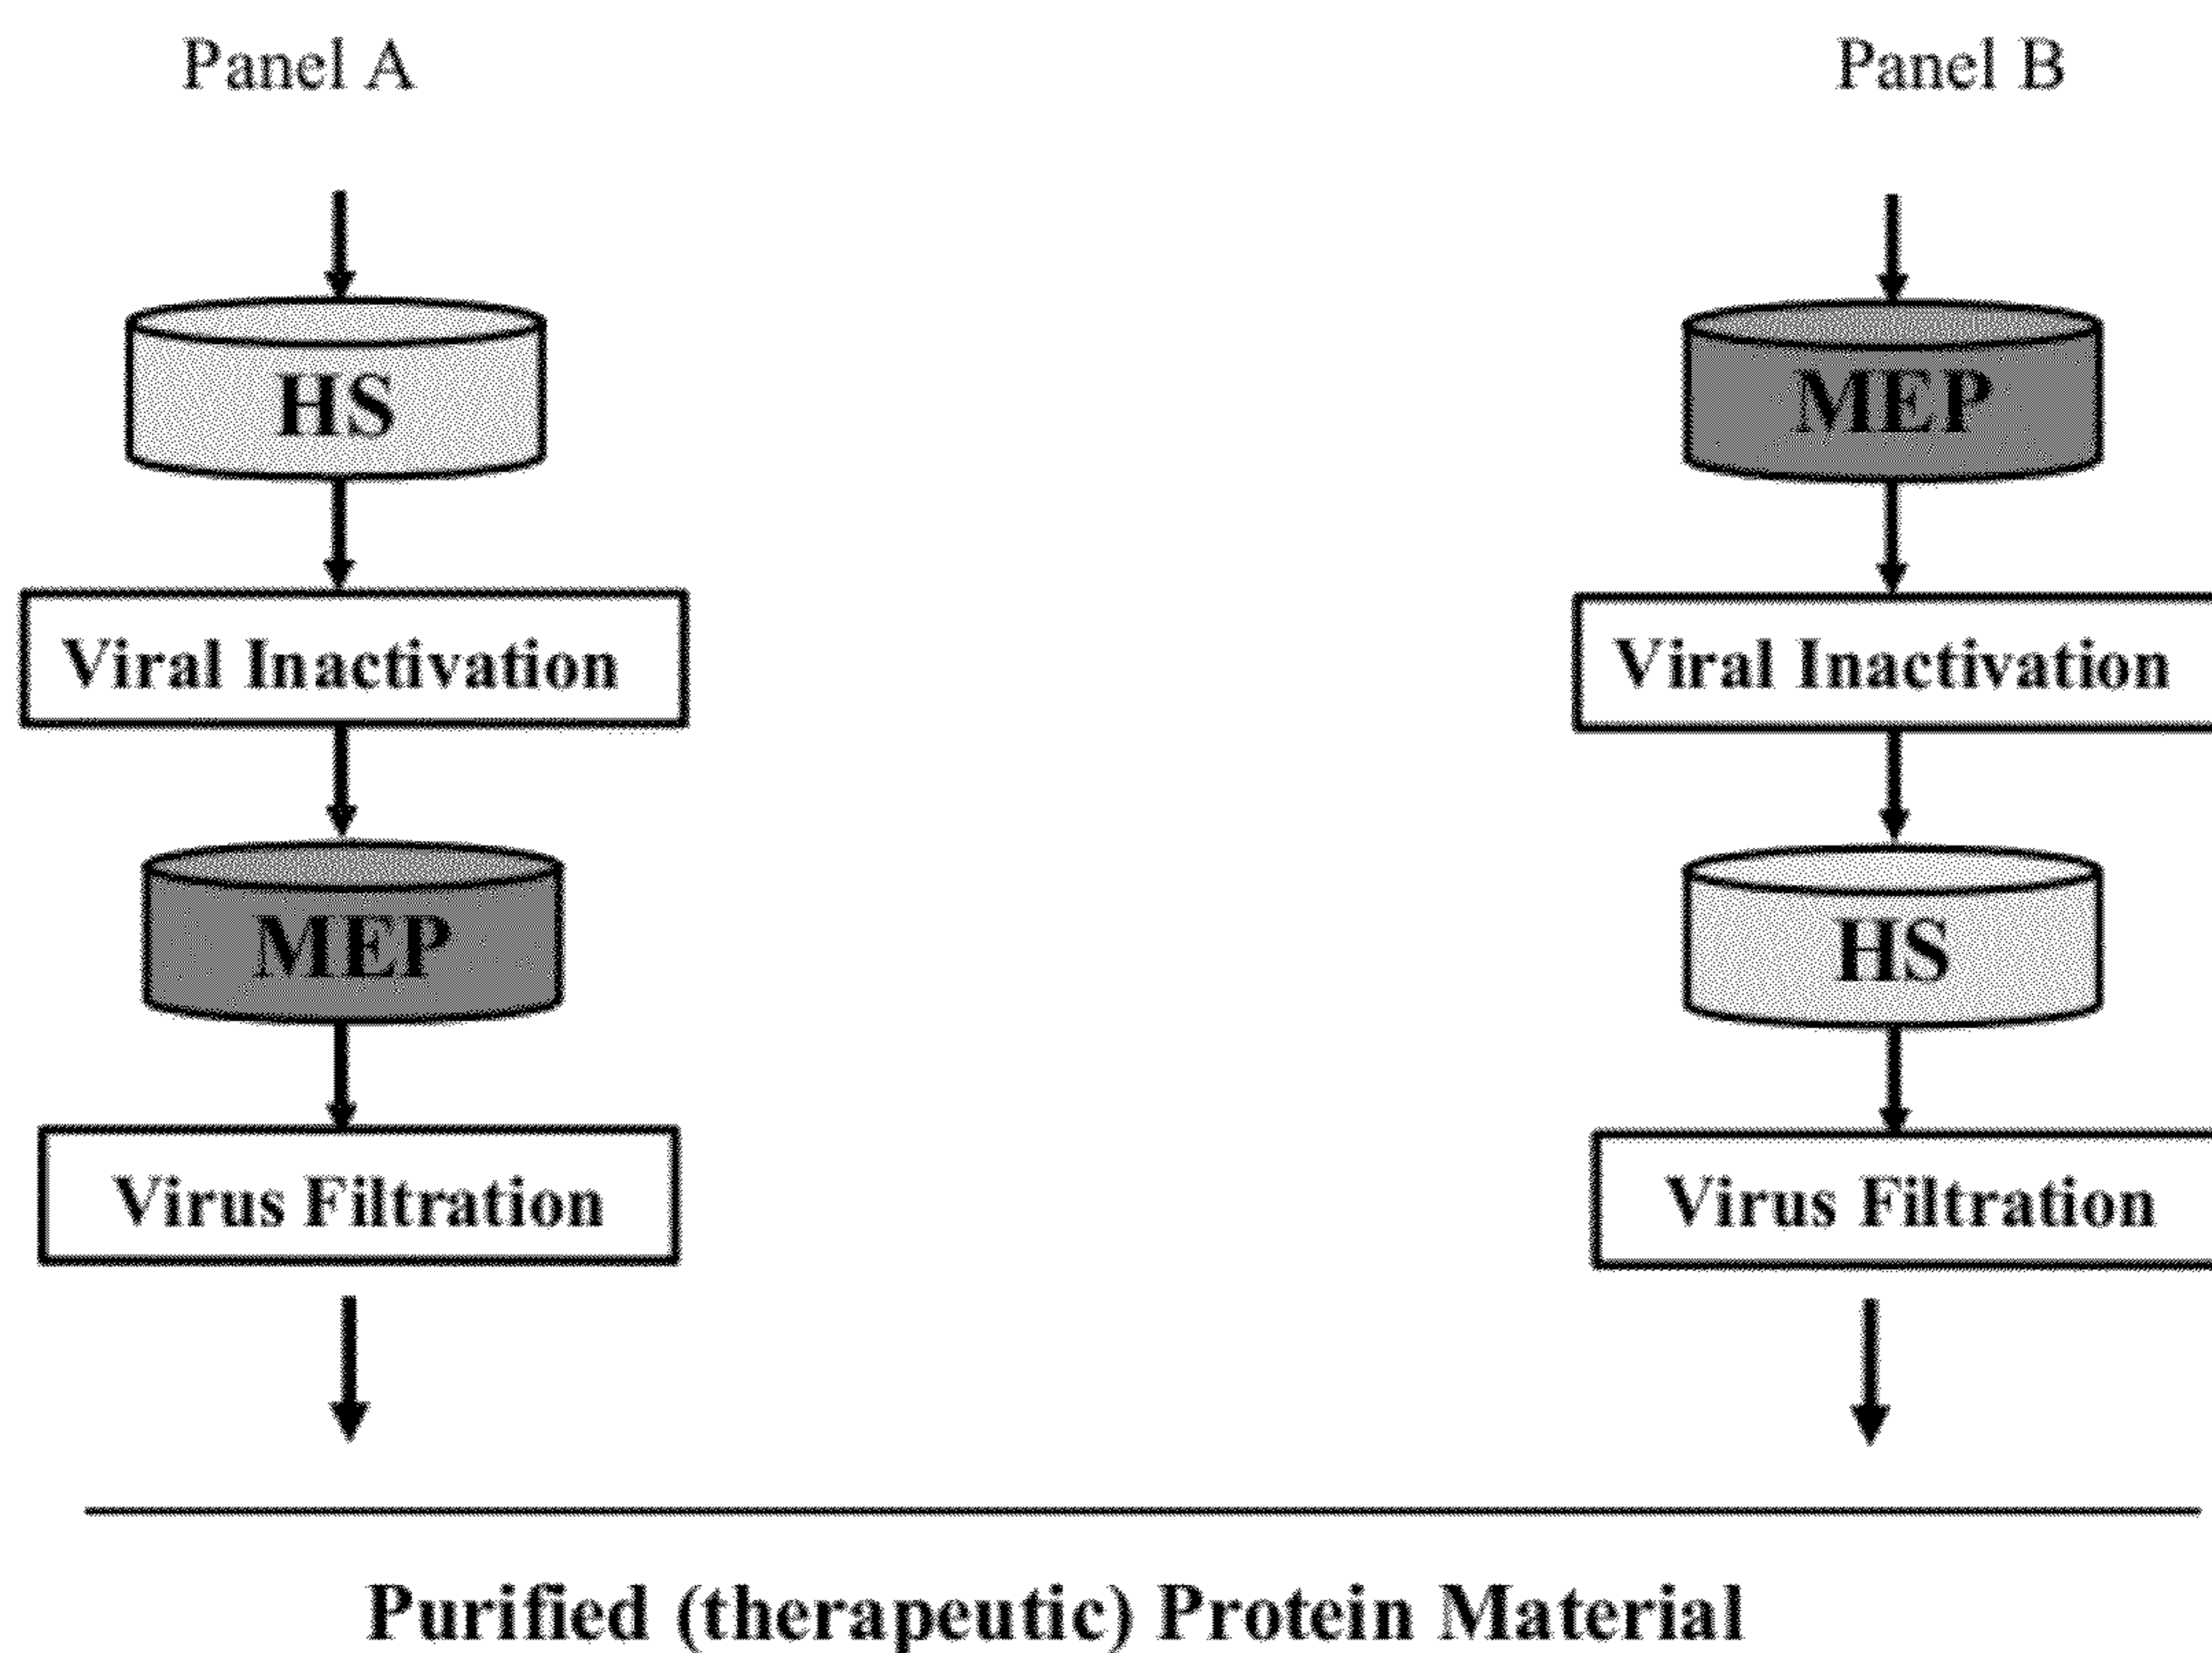 Panel A
HS
Viral Inactivation
MEP
Virus Filtration
Panel B
MEP
Viral Inactivation
HS
Virus Filtration
Purified (therapeutic) Protein Material